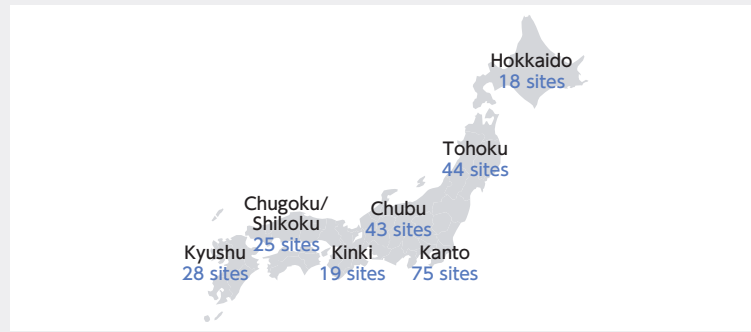 Hokkaido
18 sites
Tohoku
44 sites
Chugoku/
Shikoku
25 sites
Chubu
43 sites
Kyushu
28 sites
Kinki
19 sites
Kanto
75 sites